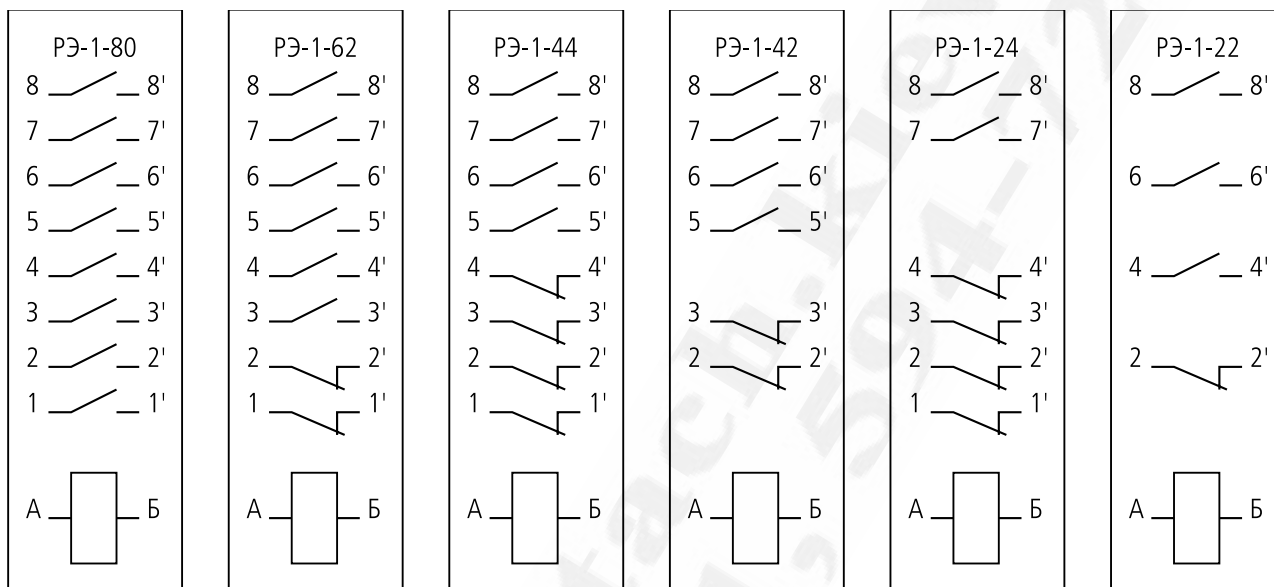 РЭ-1-80 РЭ-1-62 РЭ-1-44 РЭ-1-42 РЭ-1-24 РЭ-1-22
8 8' 8 8' 8 8' 8 8' 8 8' 8 8'
7 7' 7 7' 7 7' 7 7' 7 7'
6 6' 6 6' 6 6' 6 6' 6 6'
5 5' 5 5' 5 5' 5 5'
4 4' 4 4' 4 4' 4 4' 4 4'
3 3' 3 3' 3 3' 3 3' 3 3'
2 2' 2 2' 2 2' 2 2' 2 2' 2 2'
1 1' 1 1' 1 1' 1 1'
А Б А Б А Б А Б А Б А Б